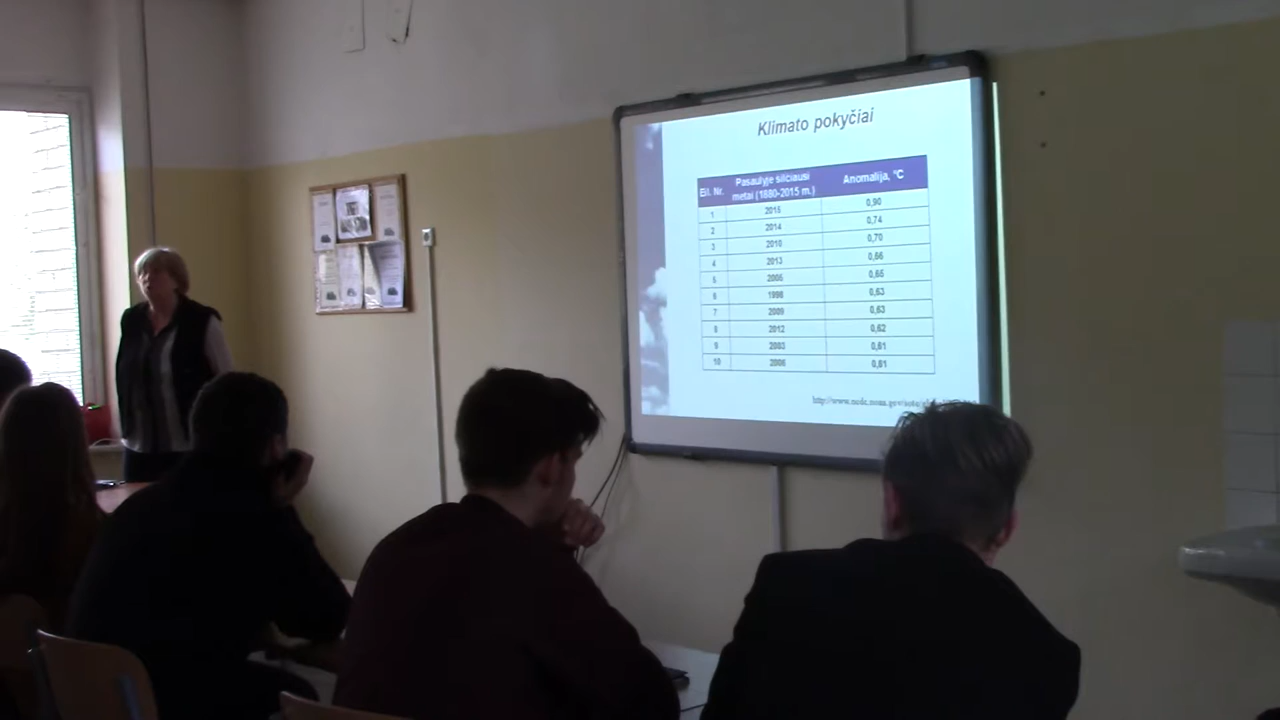 Klimato pokyčiai
Eil. Nr. Pasaulyje šilčiausi metai (1880-2015 m.) Anomalija, °C
1 2015 0,90
2 2014 0,74
3 2010 0,70
4 2013 0,66
5 2005 0,65
6 1998 0,63
7 2009 0,63
8 2012 0,62
9 2003 0,61
10 2006 0,61